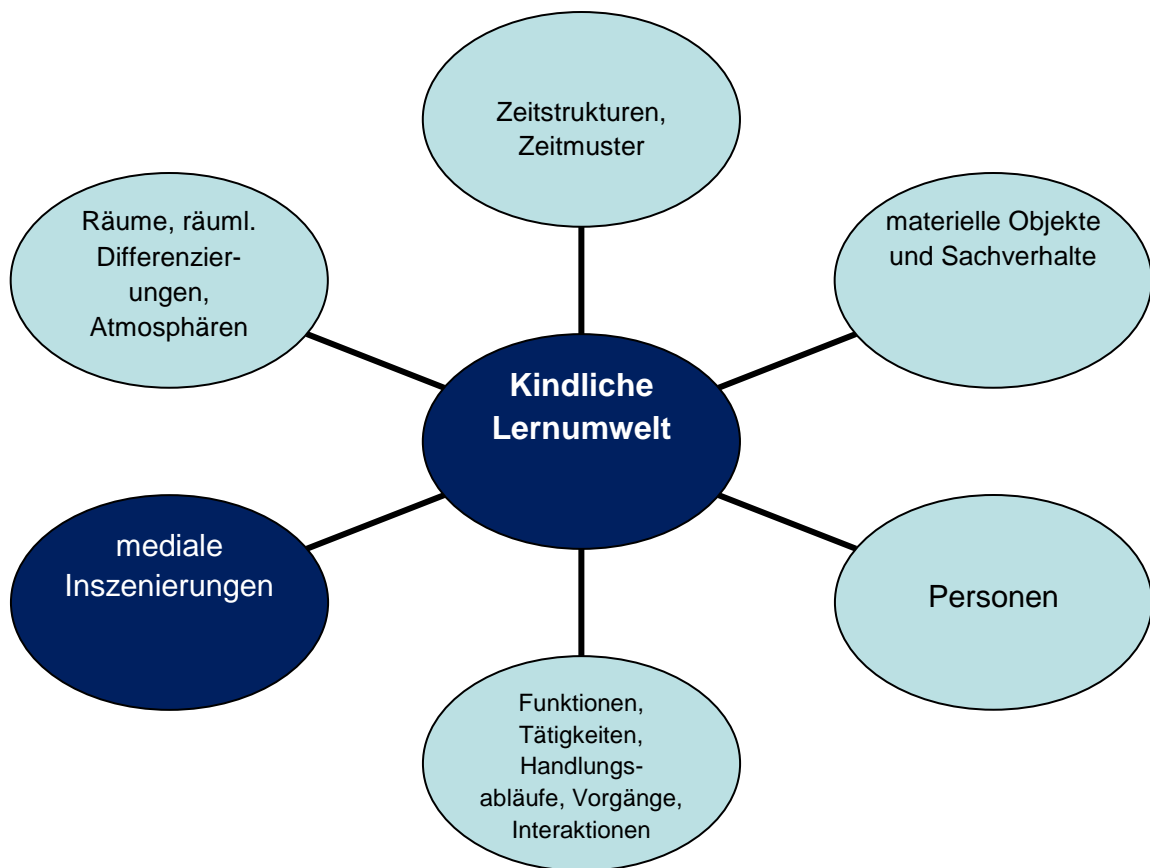 Zeitstrukturen,
Zeitmuster
Räume, räuml.
Differenzier-
ungen,
Atmosphären
materielle Objekte
und Sachverhalte
Kindliche
Lernumwelt
mediale
Inszenierungen
Personen
Funktionen,
Tätigkeiten,
Handlungs-
abläufe, Vorgänge,
Interaktionen